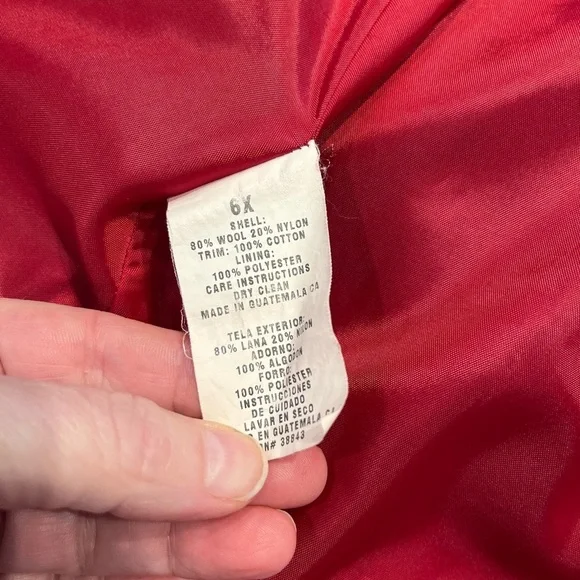 6X
SHELL:
80% WOOL 20% NYLON
TRIM: 100% COTTON
LINING:
100% POLYESTER
CARE INSTRUCTIONS
DRY CLEAN
MADE IN GUATEMALA CA
TELA EXTERIOR:
80% LANA 20% NYLON
ADORNO:
100% ALGODON
FORRO:
100% POLIESTER
INSTRUCCIONES
DE CUIDADO
LAVAR EN SECO
EN GUATEMALA CA
38843